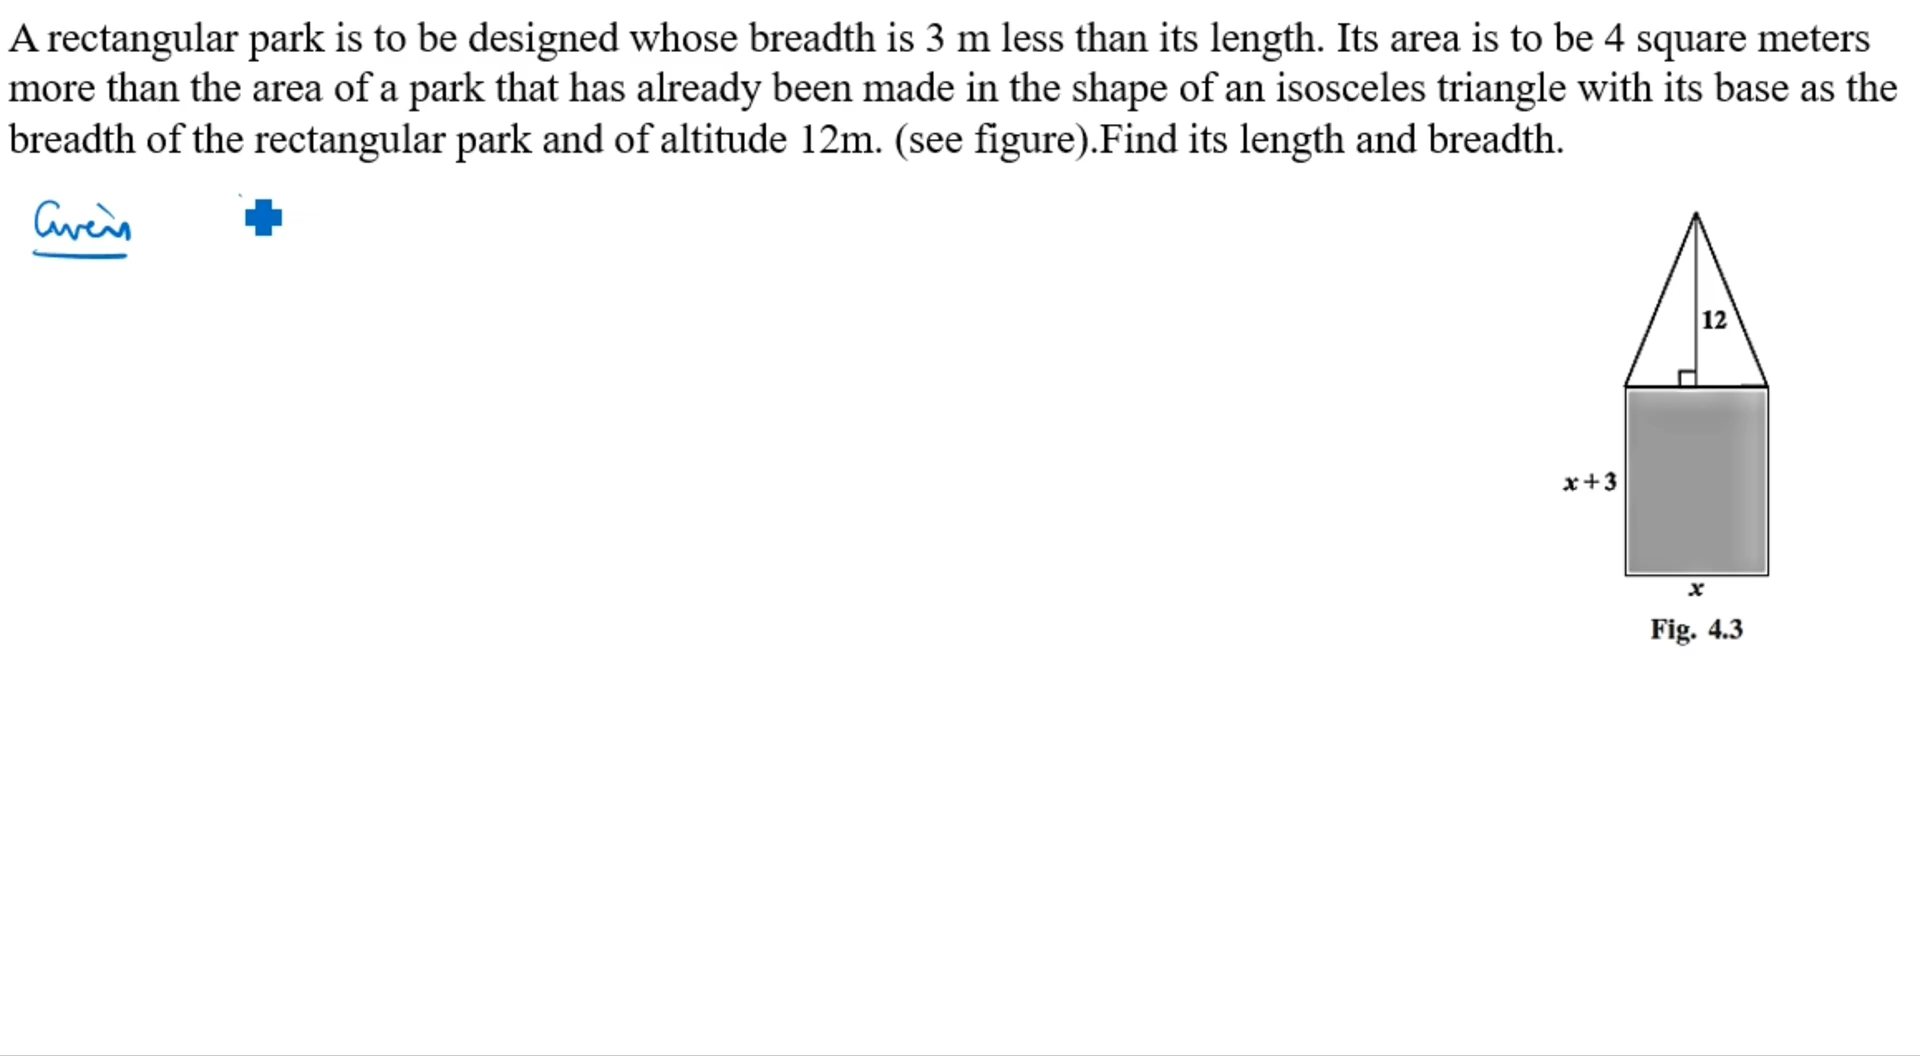 A rectangular park is to be designed whose breadth is 3 m less than its length. Its area is to be 4 square meters
more than the area of a park that has already been made in the shape of an isosceles triangle with its base as the
breadth of the rectangular park and of altitude 12m. (see figure).Find its length and breadth.
Given
12
x+3
x
Fig. 4.3